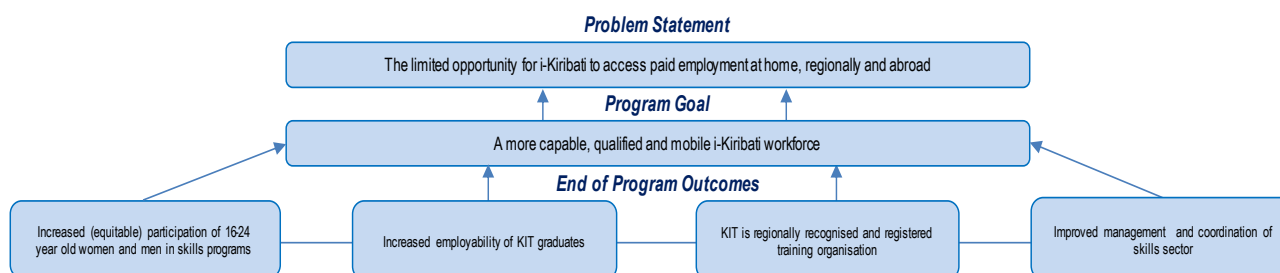 Problem Statement
The limited opportunity for i-Kiribati to access paid employment at home, regionally and abroad
Program Goal
A more capable, qualified and mobile i-Kiribati workforce
End of Program Outcomes
Increased (equitable) participation of 16-24
year old women and men in skills programs
Increased employability of KIT graduates
KIT is regionally recognised and registered
training organisation
Improved management and coordination of
skills sector